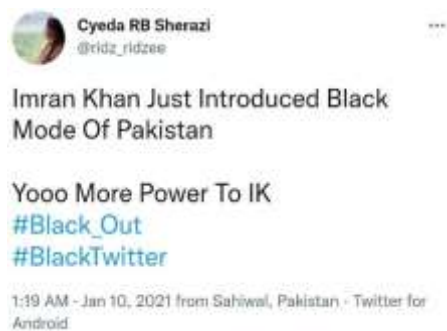 Cyeda RB Sherazi
@ridz_ridzee
Imran Khan Just Introduced Black
Mode Of Pakistan
Yooo More Power To IK
#Black_Out
#BlackTwitter
1:19 AM - Jan 10, 2021 from Sahiwal, Pakistan · Twitter for
Android